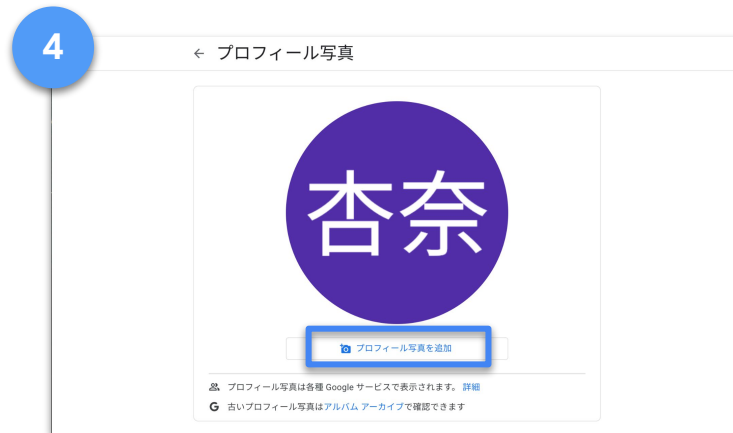 4
← プロフィール写真
杏奈
プロフィール写真を追加
プロフィール写真は各種 Google サービスで表示されます。 詳細
G 古いプロフィール写真はアルバム アーカイブで確認できます